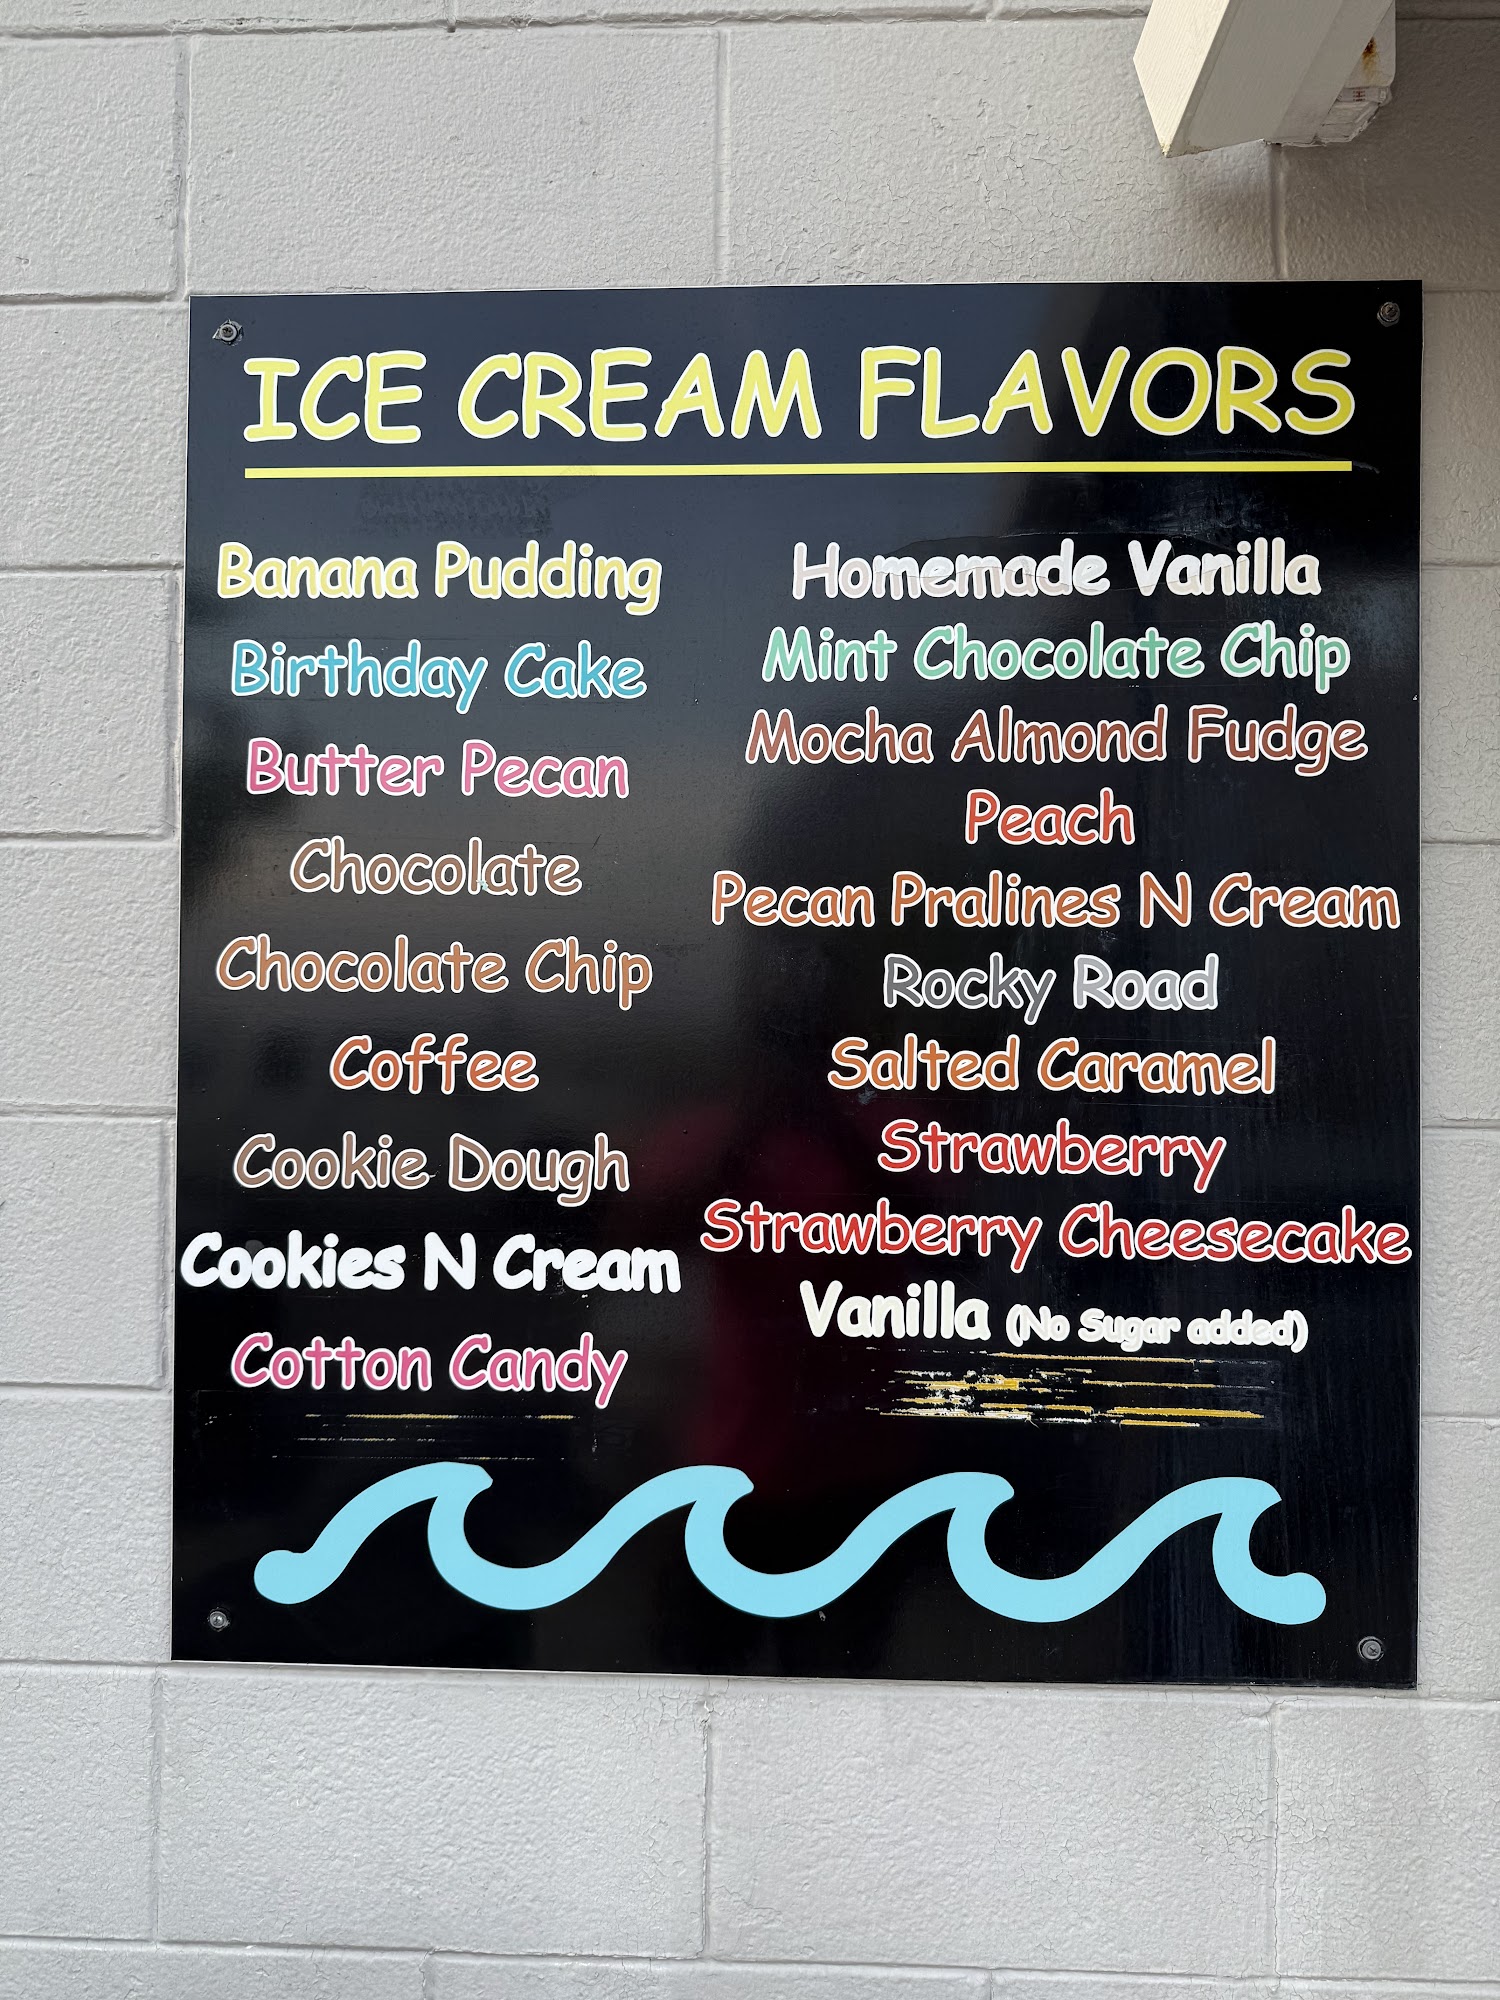 ICE CREAM FLAVORS
Banana Pudding
Birthday Cake
Butter Pecan
Chocolate
Chocolate Chip
Coffee
Cookie Dough
Cookies N Cream
Cotton Candy
Homemade Vanilla
Mint Chocolate Chip
Mocha Almond Fudge
Peach
Pecan Pralines N Cream
Rocky Road
Salted Caramel
Strawberry
Strawberry Cheesecake
Vanilla (No Sugar added)